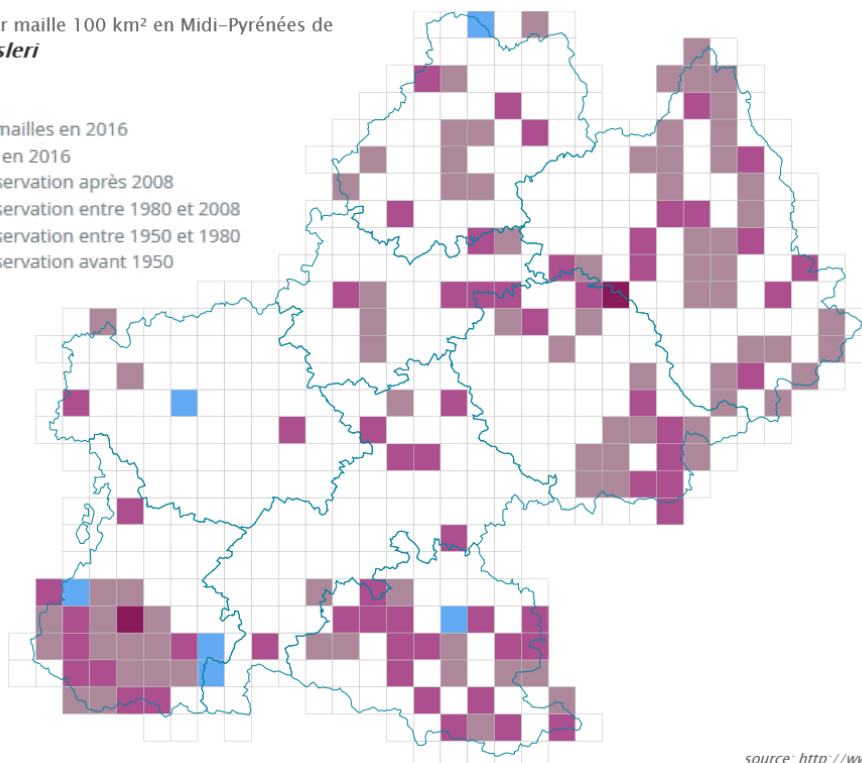 r maille 100 km² en Midi-Pyrénées de
sleri
mailles en 2016
en 2016
servation après 2008
servation entre 1980 et 2008
servation entre 1950 et 1980
servation avant 1950
source: http://ww